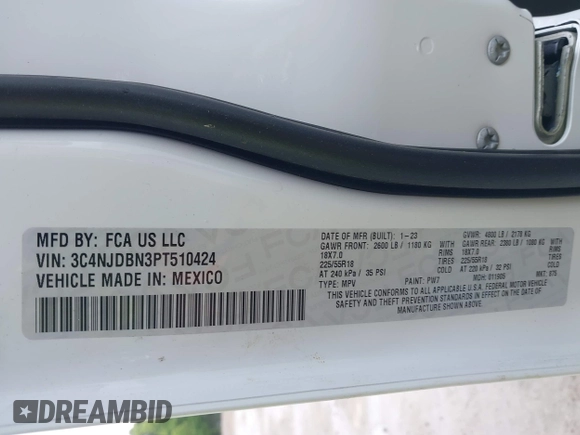 MFD BY: FCA US LLC
VIN: 3C4NJDBN3PT510424
VEHICLE MADE IN: MEXICO
DATE OF MFR (BUILT): 1-23
GVWR: 4800 LB / 2178 KG
GAWR FRONT: 2600 LB / 1180 KG
GAWR REAR: 2380 LB / 1080 KG
18X7.0 RIMS
18X7.0 RIMS
225/55R18 TIRES
225/55R18 TIRES
AT 240 kPa / 35 PSI
AT 220 kPa / 32 PSI
TYPE: MPV
PAINT: PW7
MDH: 011905
THIS VEHICLE CONFORMS TO ALL APPLICABLE U.S.A. FEDERAL MOTOR VEHICLE
SAFETY AND THEFT PREVENTION STANDARDS IN EFFECT ON THE DATE OF
MANUFACTURE SHOWN ABOVE.
DREAMBID